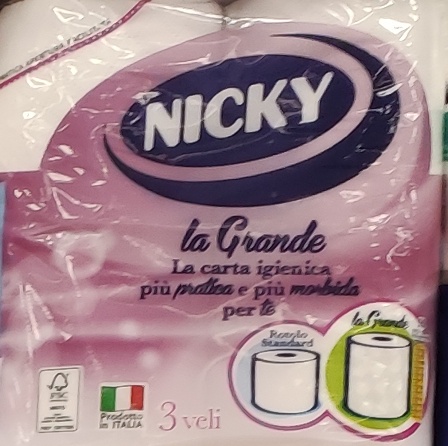 NICKY
la Grande
La carta igienica
più pratica e più morbida
per te
Rotolo
Standard
la Grande
FSC
Prodotto
in ITALIA
3 veli